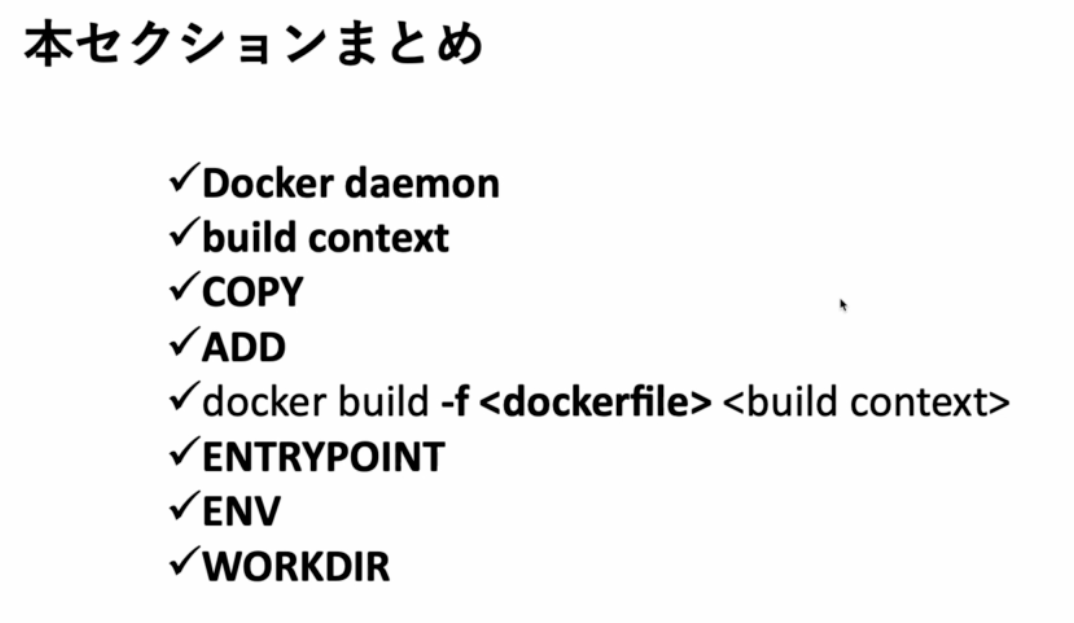 本セクションまとめ
✓Docker daemon
✓build context
✓COPY
✓ADD
✓docker build -f <dockerfile> <build context>
✓ENTRYPOINT
✓ENV
✓WORKDIR